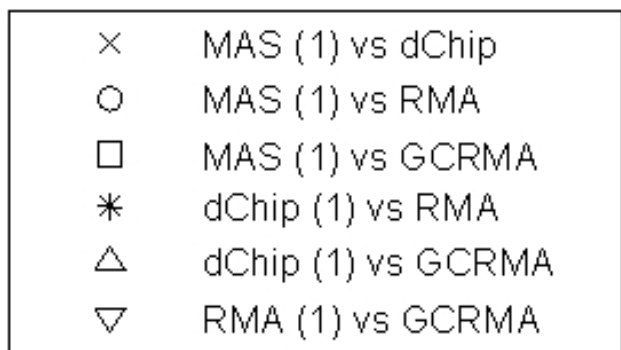 MAS (1) vs dChip
MAS (1) vs RMA
MAS (1) vs GCRMA
dChip (1) vs RMA
dChip (1) vs GCRMA
RMA (1) vs GCRMA